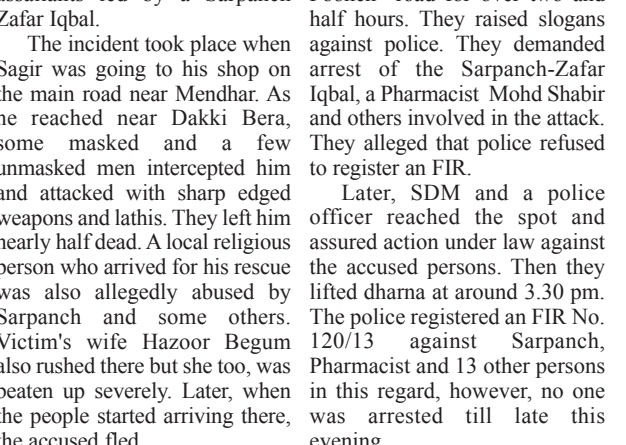 assailants led by a Sarpanch
Zafar Iqbal.
The incident took place when
Sagir was going to his shop on
the main road near Mendhar. As
he reached near Dakki Bera,
some masked and a few
unmasked men intercepted him
and attacked with sharp edged
weapons and lathis. They left him
nearly half dead. A local religious
person who arrived for his rescue
was also allegedly abused by
Sarpanch and some others.
Victim's wife Hazoor Begum
also rushed there but she too, was
beaten up severely. Later, when
the people started arriving there,
the accused fled.
road for over two and
half hours. They raised slogans
against police. They demanded
arrest of the Sarpanch-Zafar
Iqbal, a Pharmacist Mohd Shabir
and others involved in the attack.
They alleged that police refused
to register an FIR.
Later, SDM and a police
officer reached the spot and
assured action under law against
the accused persons. Then they
lifted dharna at around 3.30 pm.
The police registered an FIR No.
120/13 against Sarpanch,
Pharmacist and 13 other persons
in this regard, however, no one
was arrested till late this
evening